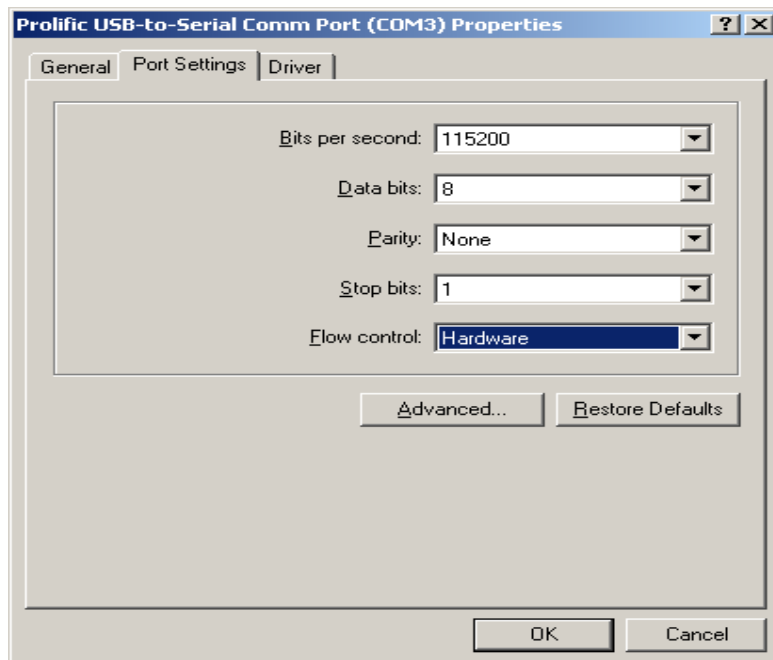 Prolific USB-to-Serial Comm Port (COM3) Properties
General Port Settings Driver
Bits per second: 115200
Data bits: 8
Parity: None
Stop bits: 1
Flow control: Hardware
Advanced... Restore Defaults
OK Cancel